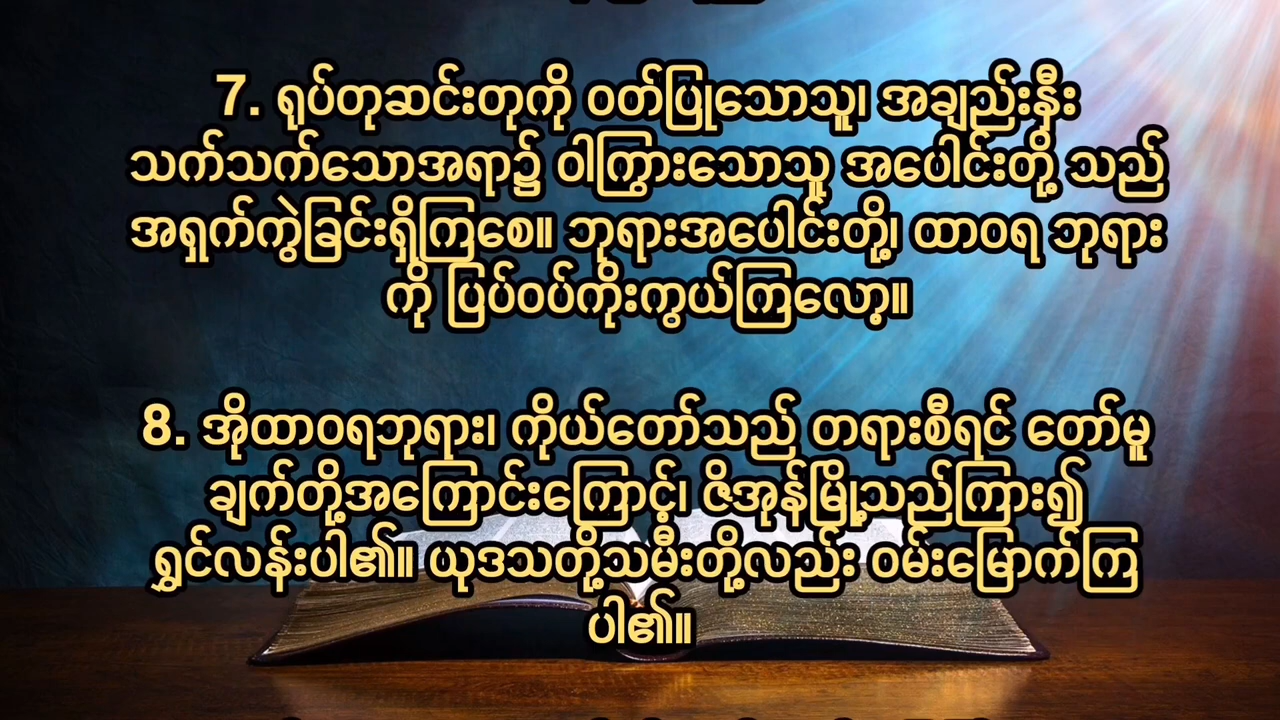 7. ရုပ်တုဆင်းတုကို ဝတ်ပြုသောသူ၊ အချည်းနှီး
သက်သက်သောအရာ၌ ဝါကြွားသောသူ အပေါင်းတို့ သည်
အရှက်ကွဲခြင်းရှိကြစေ။ ဘုရားအပေါင်းတို့၊ ထာဝရ ဘုရား
ကို ပြပ်ဝပ်ကိုးကွယ်ကြလော့။
8. အိုထာဝရဘုရား၊ ကိုယ်တော်သည် တရားစီရင် တော်မူ
ချက်တို့အကြောင်းကြောင့်၊ ဇိအုန်မြို့သည်ကြား၍
ရွှင်လန်းပါ၏။ ယုဒသတို့သမီးတို့လည်း ဝမ်းမြောက်ကြ
ပါ၏။